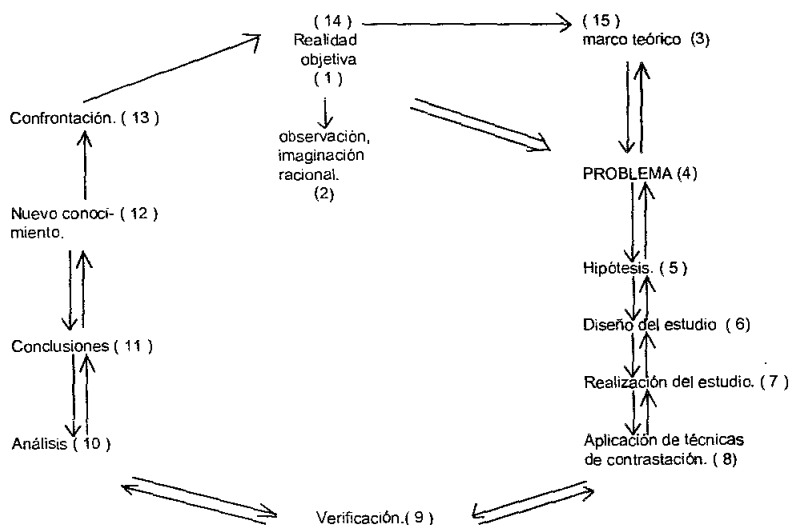 ( 14 )
Realidad
objetiva
( 1 )
observación,
imaginación
racional.
(2)
( 15 )
marco teórico (3)
PROBLEMA (4)
Hipótesis. ( 5 )
Diseño del estudio ( 6)
Realización del estudio. ( 7 )
Aplicación de técnicas
de contrastación. ( 8)
Verificación.( 9 )
Análisis ( 10 )
Conclusiones ( 11 )
Nuevo conoci- ( 12 )
miento.
Confrontación. ( 13 )